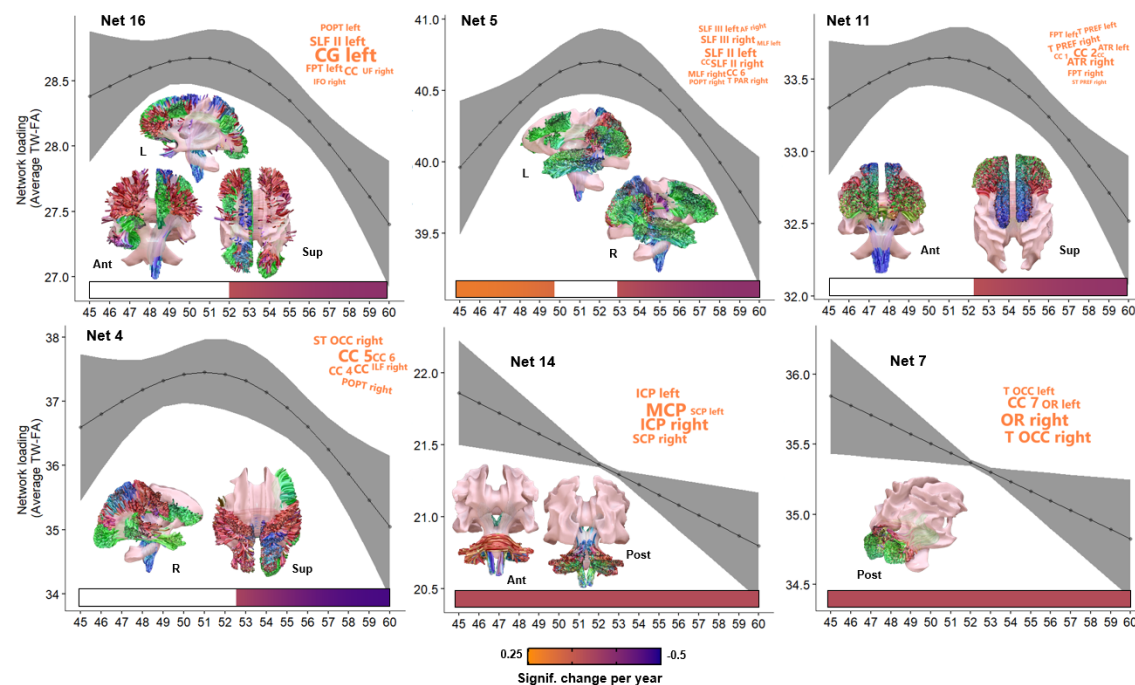 Net 16
POPT left
SLF II left
CG left
FPT left CC UF right
IFO right
Network loading
(Average TW-FA)
28.5
28.0
27.5
27.0
L
Ant
Sup
45 46 47 48 49 50 51 52 53 54 55 56 57 58 59 60
Net 5
SLF III left AF right
SLF III right MLF left
SLF II left
CC SLF II right
MLF right CC 6
POPT right T PAR right
41.0
40.5
40.0
39.5
L
R
45 46 47 48 49 50 51 52 53 54 55 56 57 58 59 60
Net 11
FPT left T PREF left
T PREF right
CC 1 CC 2 CC ATR left
ATR right
FPT right
ST PREF right
33.5
33.0
32.5
32.0
Ant
Sup
45 46 47 48 49 50 51 52 53 54 55 56 57 58 59 60
Net 4
ST OCC right
CC 5 CC 6
CC 4 CC ILF right
POPT right
Network loading
(Average TW-FA)
38
37
36
35
34
R
Sup
45 46 47 48 49 50 51 52 53 54 55 56 57 58 59 60
Net 14
ICP left
MCP SCP left
ICP right
SCP right
22.0
21.5
21.0
20.5
Ant
Post
45 46 47 48 49 50 51 52 53 54 55 56 57 58 59 60
Net 7
T OCC left
CC 7 OR left
OR right
T OCC right
36.0
35.5
35.0
34.5
Post
45 46 47 48 49 50 51 52 53 54 55 56 57 58 59 60
0.25
-0.5
Signif. change per year